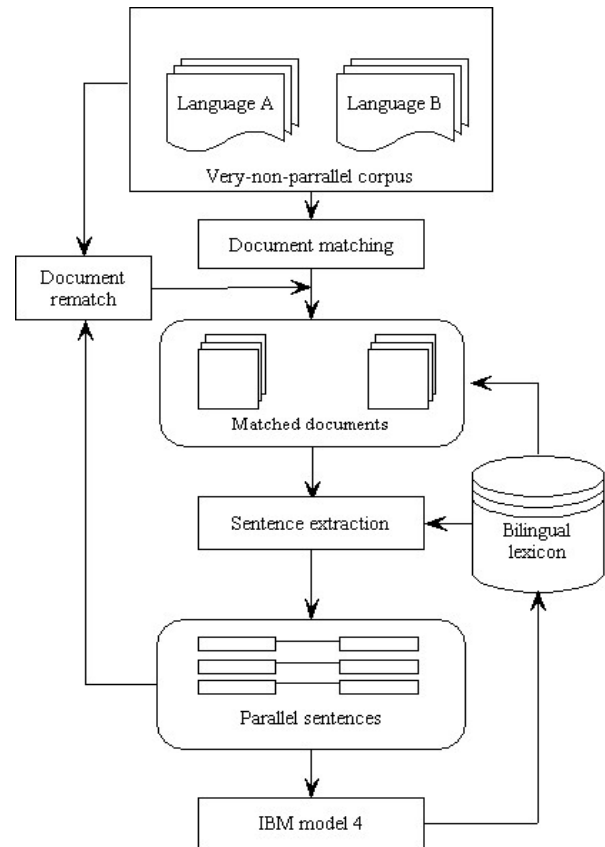 Language A
Language B
Very-non-parrallel corpus
Document matching
Document
rematch
Matched documents
Sentence extraction
Bilingual
lexicon
Parallel sentences
IBM model 4